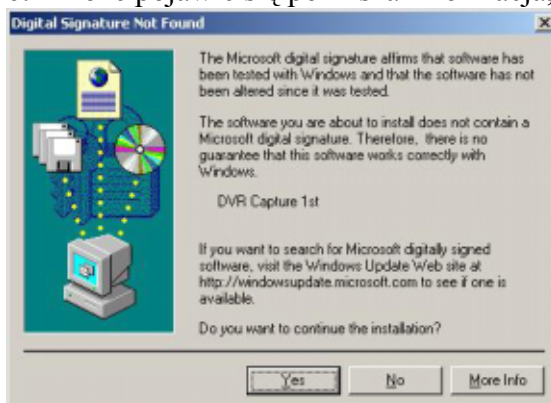 Digital Signature Not Found
The Microsoft digital signature affirms that software has
been tested with Windows and that the software has not
been altered since it was tested.
The software you are about to install does not contain a
Microsoft digital signature. Therefore, there is no
guarantee that this software works correctly with
Windows.
DVR Capture 1st
If you want to search for Microsoft digitally signed
software, visit the Windows Update Web site at
http://windowsupdate.microsoft.com to see if one is
available.
Do you want to continue the installation?
Yes No More Info